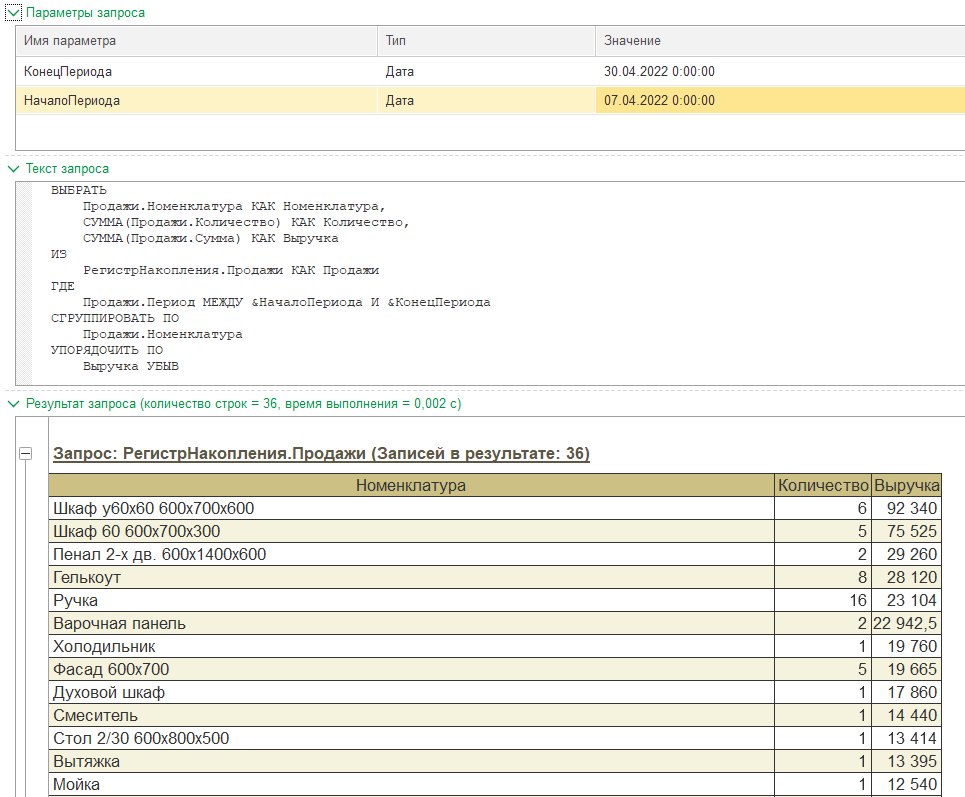 Параметры запроса
Имя параметра Тип Значение
КонецПериода Дата 30.04.2022 0:00:00
НачалоПериода Дата 07.04.2022 0:00:00
Текст запроса
ВЫБРАТЬ
Продажи.Номенклатура КАК Номенклатура,
СУММА(Продажи.Количество) КАК Количество,
СУММА(Продажи.Сумма) КАК Выручка
ИЗ
РегистрНакопления.Продажи КАК Продажи
ГДЕ
Продажи.Период МЕЖДУ &НачалоПериода И &КонецПериода
СГРУППИРОВАТЬ ПО
Продажи.Номенклатура
УПОРЯДОЧИТЬ ПО
Выручка УБЫВ
Результат запроса (количество строк = 36, время выполнения = 0,002 с)
Запрос: РегистрНакопления.Продажи (Записей в результате: 36)
Номенклатура Количество Выручка
Шкаф у60х60 600х700х600 6 92 340
Шкаф 60 600х700х300 5 75 525
Пенал 2-х дв. 600х1400х600 2 29 260
Гелькоут 8 28 120
Ручка 16 23 104
Варочная панель 2 22 942,5
Холодильник 1 19 760
Фасад 600х700 5 19 665
Духовой шкаф 1 17 860
Смеситель 1 14 440
Стол 2/30 600х800х500 1 13 414
Вытяжка 1 13 395
Мойка 1 12 540